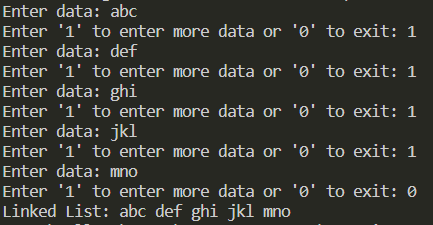 Enter data: abc
Enter '1' to enter more data or '0' to exit: 1
Enter data: def
Enter '1' to enter more data or '0' to exit: 1
Enter data: ghi
Enter '1' to enter more data or '0' to exit: 1
Enter data: jkl
Enter '1' to enter more data or '0' to exit: 1
Enter data: mno
Enter '1' to enter more data or '0' to exit: 0
Linked List: abc def ghi jkl mno